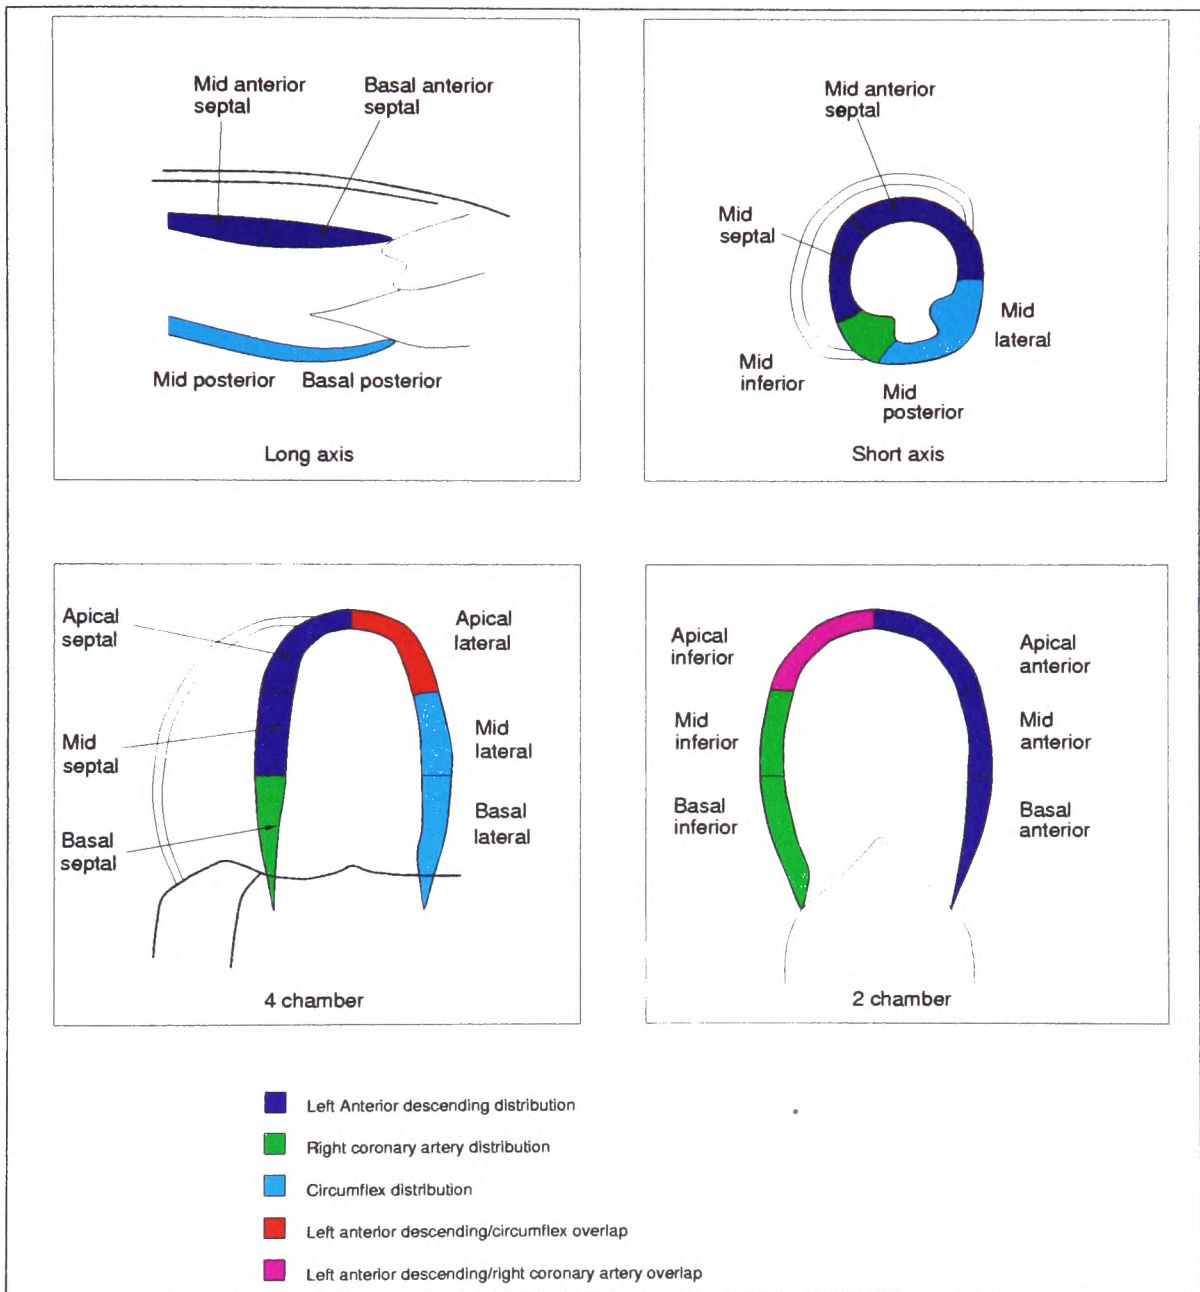 Mid anterior
septal
Basal anterior
septal
Mid posterior
Basal posterior
Long axis
Mid anterior
septal
Mid
septal
Mid
lateral
Mid
inferior
Mid
posterior
Short axis
Apical
septal
Apical
lateral
Mid
septal
Mid
lateral
Basal
septal
Basal
lateral
4 chamber
Apical
inferior
Apical
anterior
Mid
inferior
Mid
anterior
Basal
inferior
Basal
anterior
2 chamber
Left Anterior descending distribution
Right coronary artery distribution
Circumflex distribution
Left anterior descending/circumflex overlap
Left anterior descending/right coronary artery overlap